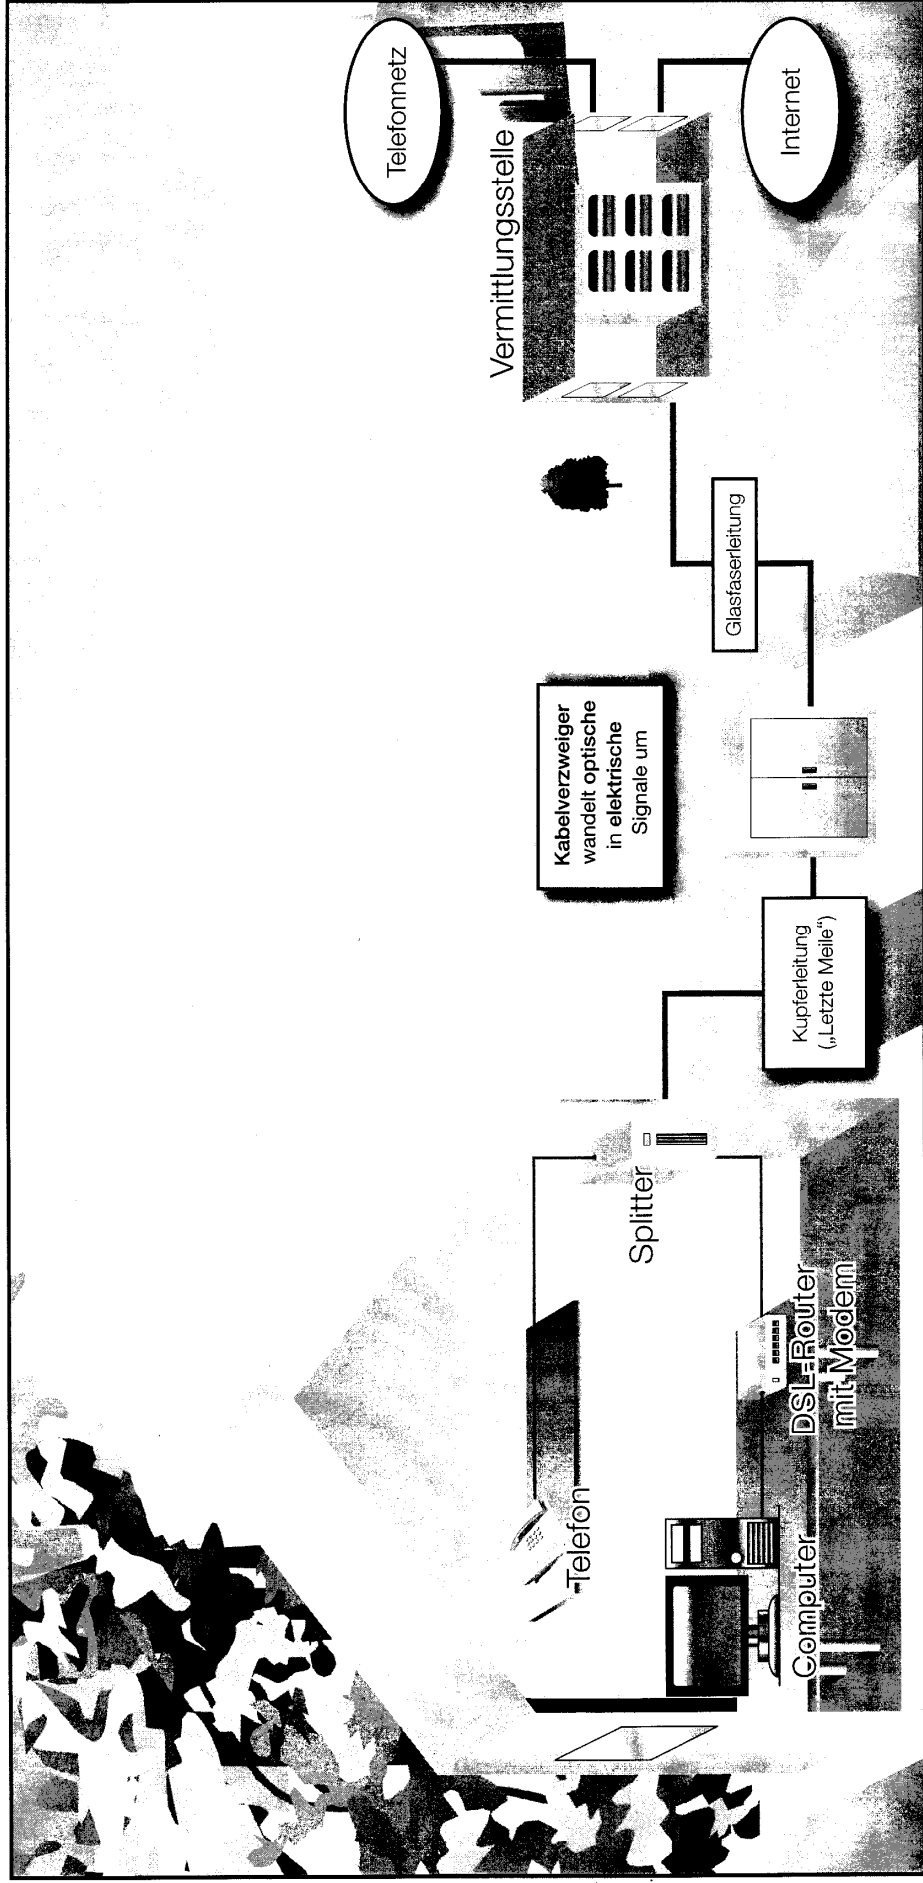 Telefon
Computer
DSL-Router
mit Modem
Splitter
Kupferleitung
(„Letzte Meile“)
Kabelverzweiger
wandelt optische
in elektrische
Signale um
Glasfaserleitung
Vermittlungsstelle
Telefonnetz
Internet